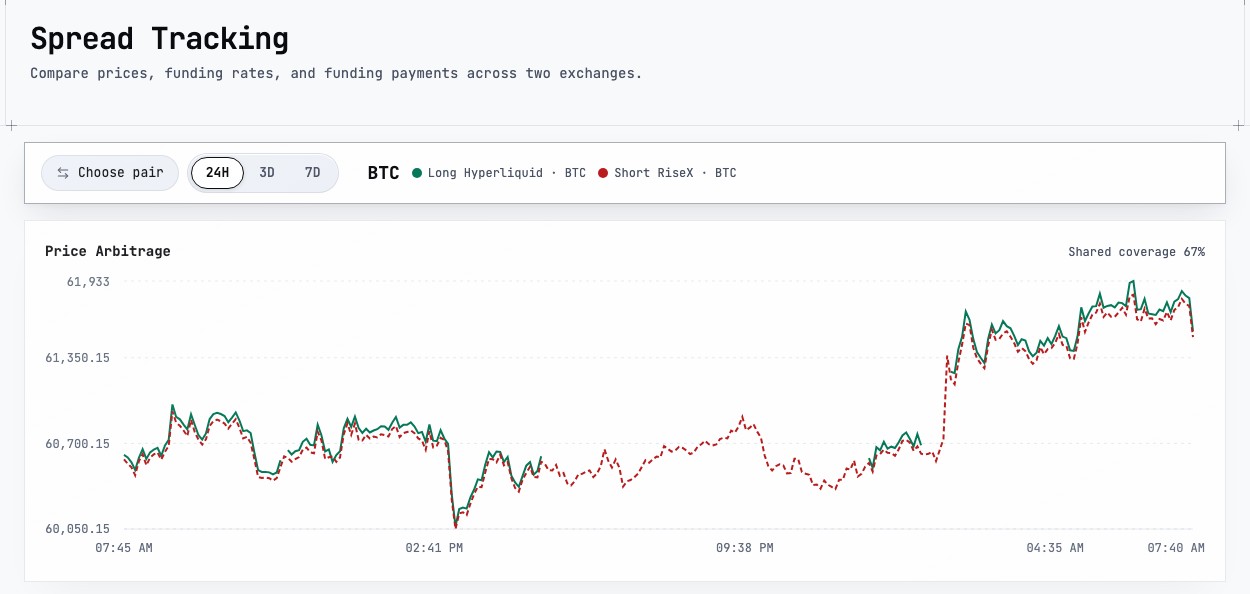 Spread Tracking
Compare prices, funding rates, and funding payments across two exchanges.
Choose pair 24H 3D 7D BTC Long Hyperliquid · BTC Short RiseX · BTC
Price Arbitrage Shared coverage 67%
61,933
61,350.15
60,700.15
60,050.15
07:45 AM 02:41 PM 09:38 PM 04:35 AM 07:40 AM